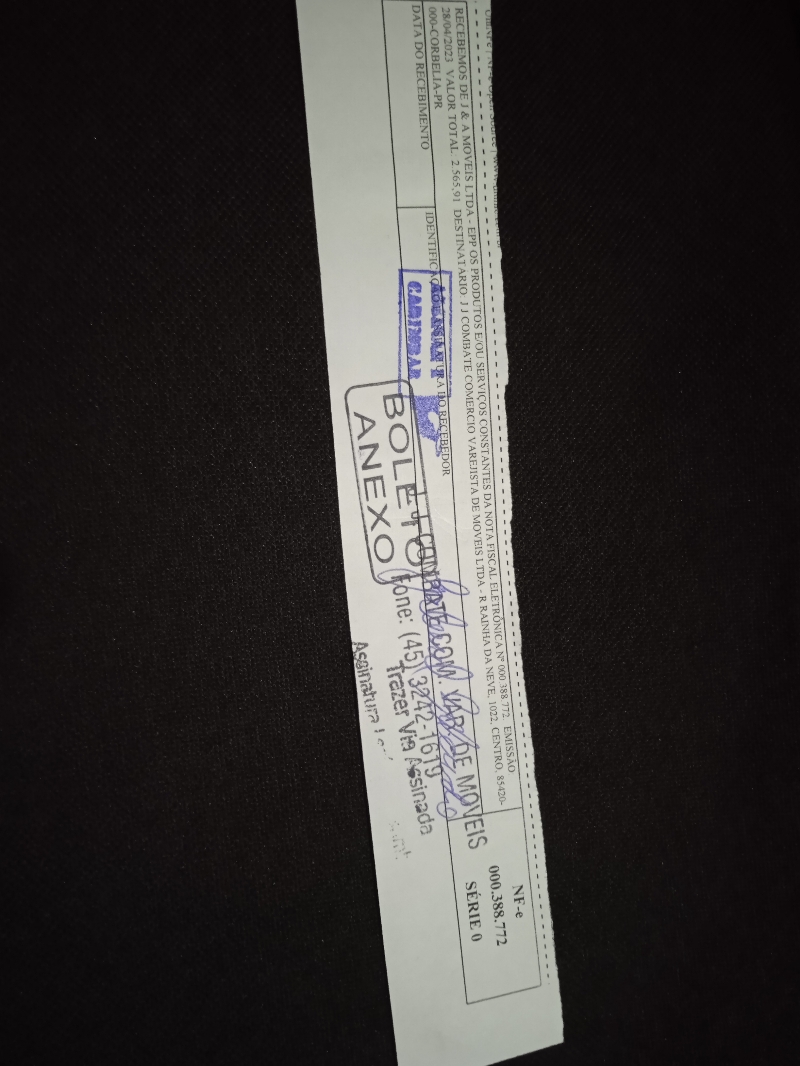 RECEBEMOS DE J & A MOVEIS LTDA - EPP OS PRODUTOS E/OU SERVIÇOS CONSTANTES DA NOTA FISCAL ELETRÔNICA Nº 000.388.772. EMISSÃO
28/04/2023 VALOR TOTAL: 2.565,91 DESTINATÁRIO: J J COMBATE COMERCIO VAREJISTA DE MOVEIS LTDA - R RAINHA DA NEVE, 1022, CENTRO, 85420-
000-CORBELIA-PR
DATA DO RECEBIMENTO
IDENTIFICAÇÃO E ASSINATURA DO RECEBEDOR
NF-e
000.388.772
SÉRIE 0
BOLETO
ANEXO
J J COMBATE COM. VAR. DE MOVEIS
Fone: (45) 3242-1619
Trazer Via Assinada
Assinatura